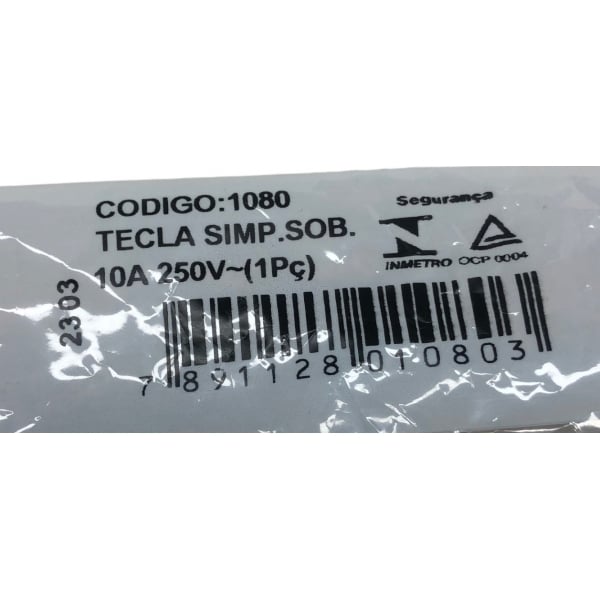 CODIGO:1080
TECLA SIMP.SOB.
10A 250V~(1Pç)
Segurança
INMETRO OCP 0004
2303
7 891128 010803